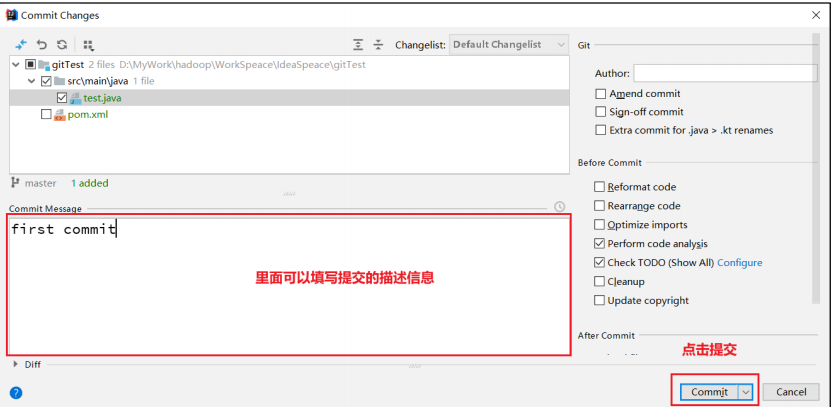 Commit Changes
Changelist: Default Changelist
Git
gitTest 2 files D:\MyWork\hadoop\WorkSpeace\IdeaSpeace\gitTest
src\main\java 1 file
test.java
pom.xml
Author:
Amend commit
Sign-off commit
Extra commit for .java > .kt renames
master 1 added
Before Commit
Reformat code
Rearrange code
Optimize imports
Perform code analysis
Check TODO (Show All) Configure
Cleanup
Update copyright
Commit Message
first commit
里面可以填写提交的描述信息
After Commit
点击提交
Diff
Commit
Cancel